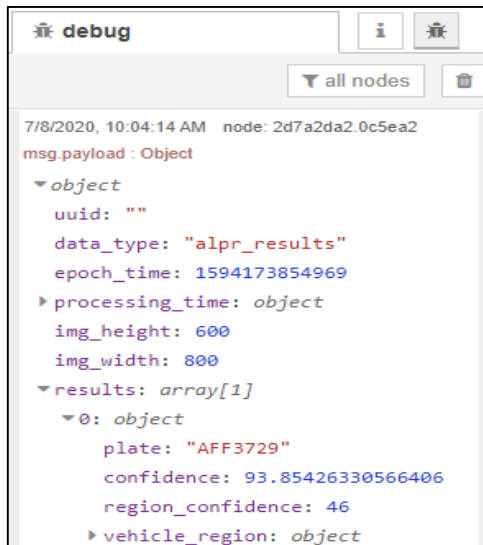 debug
i
all nodes
7/8/2020, 10:04:14 AM node: 2d7a2da2.0c5ea2
msg.payload : Object
object
uuid: ""
data_type: "alpr_results"
epoch_time: 1594173854969
processing_time: object
img_height: 600
img_width: 800
results: array[1]
0: object
plate: "AFF3729"
confidence: 93.85426330566406
region_confidence: 46
vehicle_region: object